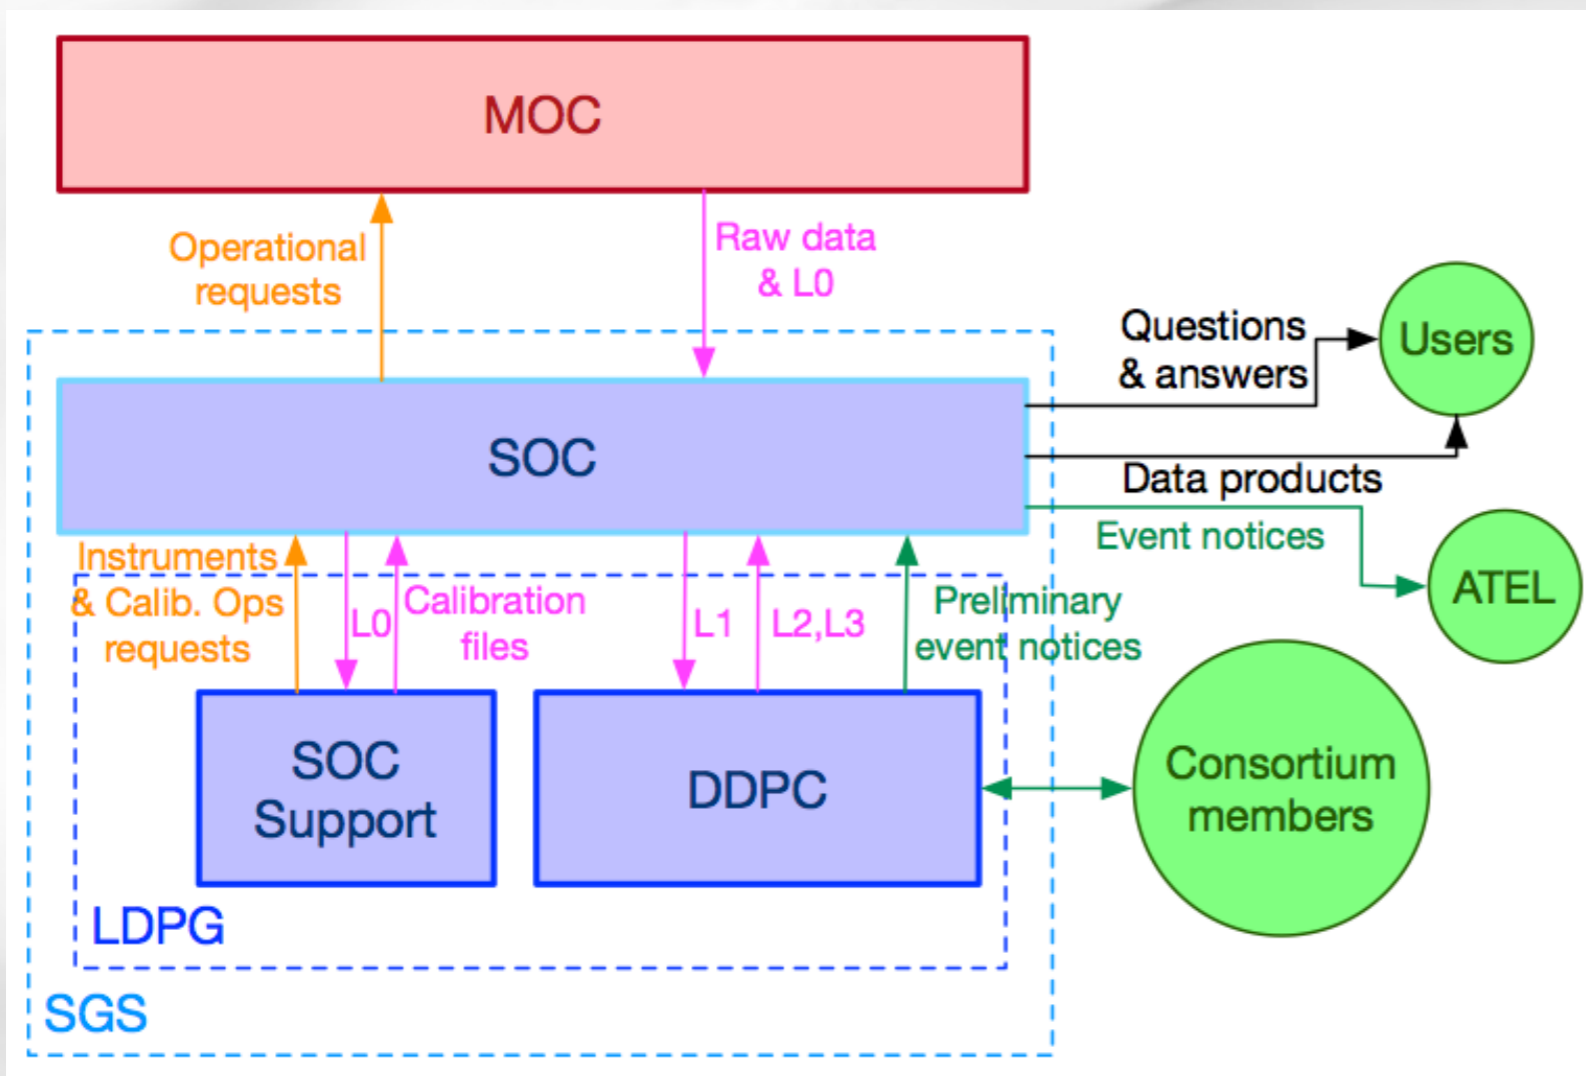 MOC
Operational
requests
Raw data
& L0
Questions
& answers
Users
SOC
Data products
Event notices
ATEL
Instruments
& Calib. Ops
requests
L0
Calibration
files
L1
L2,L3
Preliminary
event notices
SOC
Support
DDPC
Consortium
members
LDPG
SGS